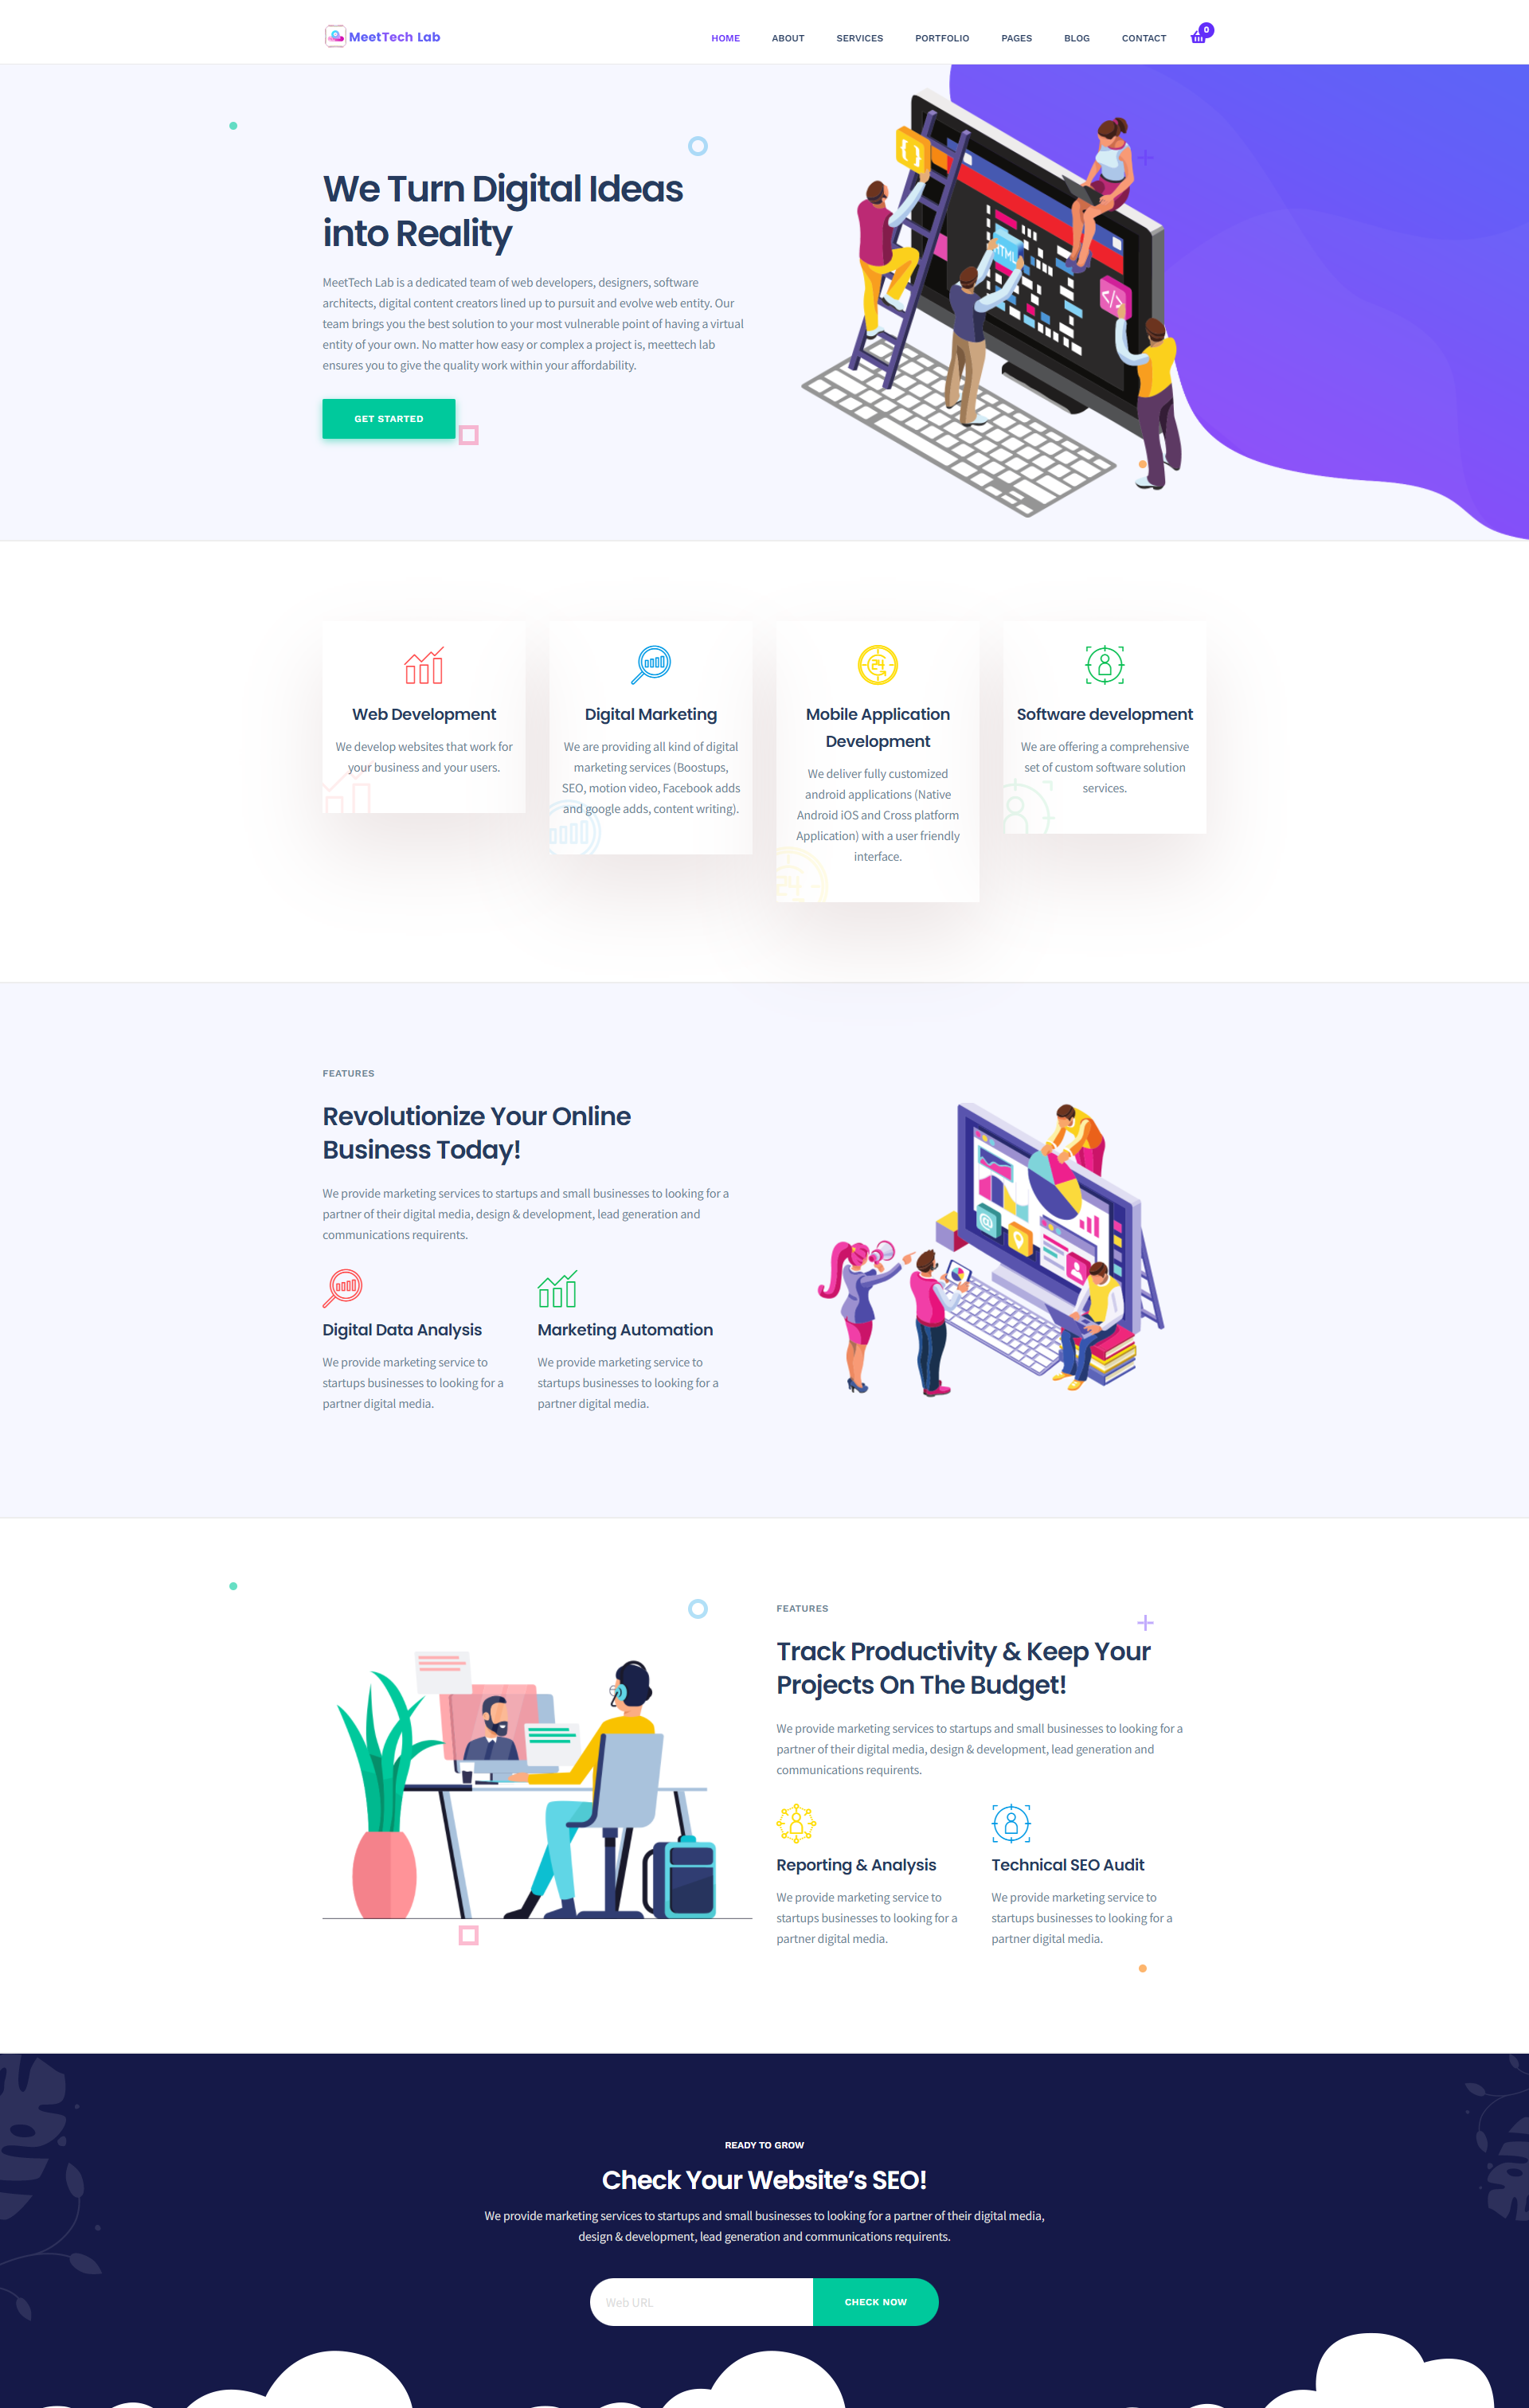 MeetTech Lab
HOME
ABOUT
SERVICES
PORTFOLIO
PAGES
BLOG
CONTACT
0
We Turn Digital Ideas
into Reality
MeetTech Lab is a dedicated team of web developers, designers, software
architects, digital content creators lined up to pursuit and evolve web entity. Our
team brings you the best solution to your most vulnerable point of having a virtual
entity of your own. No matter how easy or complex a project is, meettech lab
ensures you to give the quality work within your affordability.
GET STARTED
{ }
HTML
</>
Web Development
We develop websites that work for
your business and your users.
Digital Marketing
We are providing all kind of digital
marketing services (Boostups,
SEO, motion video, Facebook adds
and google adds, content writing).
24
Mobile Application
Development
We deliver fully customized
android applications (Native
Android iOS and Cross platform
Application) with a user friendly
interface.
24
Software development
We are offering a comprehensive
set of custom software solution
services.
FEATURES
Revolutionize Your Online
Business Today!
We provide marketing services to startups and small businesses to looking for a
partner of their digital media, design & development, lead generation and
communications requirents.
Digital Data Analysis
We provide marketing service to
startups businesses to looking for a
partner digital media.
Marketing Automation
We provide marketing service to
startups businesses to looking for a
partner digital media.
@
FEATURES
Track Productivity & Keep Your
Projects On The Budget!
We provide marketing services to startups and small businesses to looking for a
partner of their digital media, design & development, lead generation and
communications requirents.
Reporting & Analysis
We provide marketing service to
startups businesses to looking for a
partner digital media.
Technical SEO Audit
We provide marketing service to
startups businesses to looking for a
partner digital media.
READY TO GROW
Check Your Website’s SEO!
We provide marketing services to startups and small businesses to looking for a partner of their digital media,
design & development, lead generation and communications requirents.
Web URL
CHECK NOW